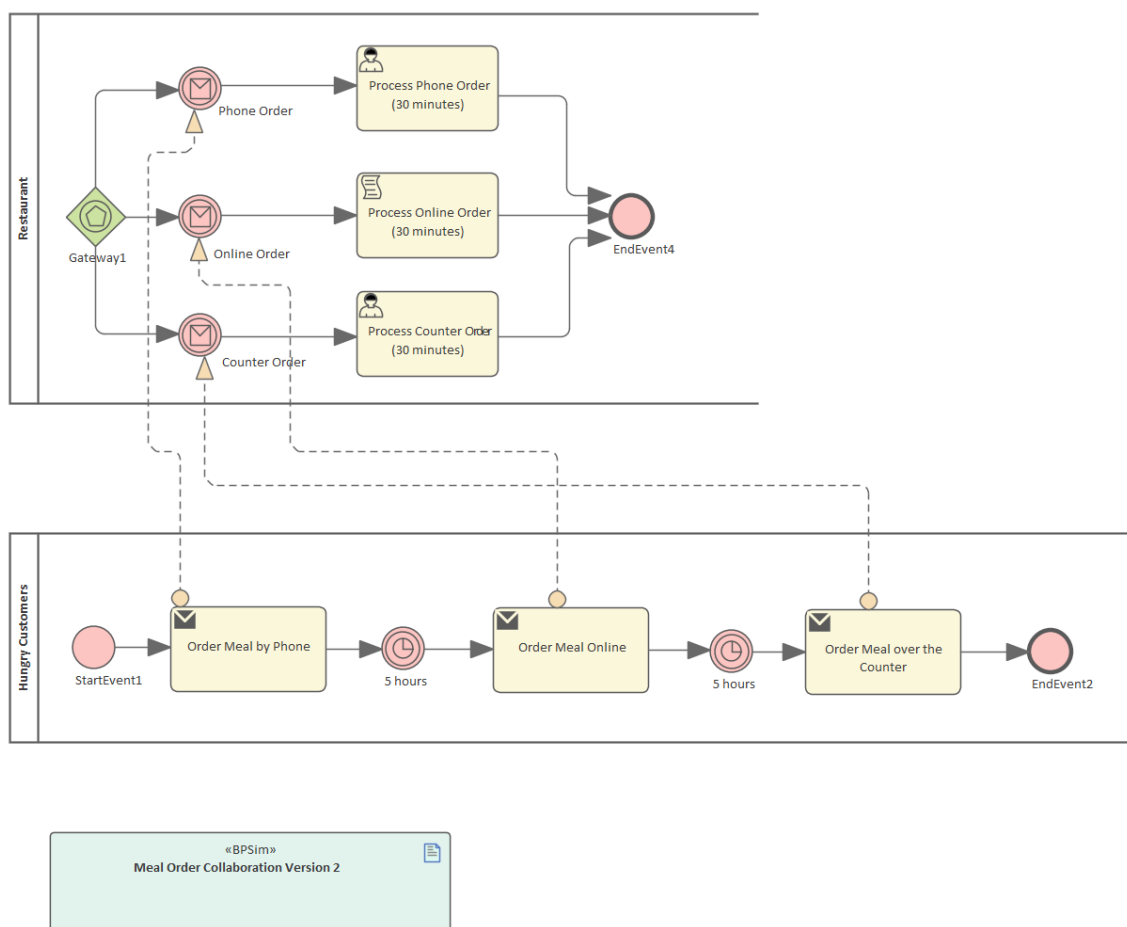 Restaurant
Phone Order
Process Phone Order
(30 minutes)
Gateway1
Online Order
Process Online Order
(30 minutes)
EndEvent4
Counter Order
Process Counter Order
(30 minutes)
Hungry Customers
StartEvent1
Order Meal by Phone
5 hours
Order Meal Online
5 hours
Order Meal over the
Counter
EndEvent2
«BPSim»
Meal Order Collaboration Version 2